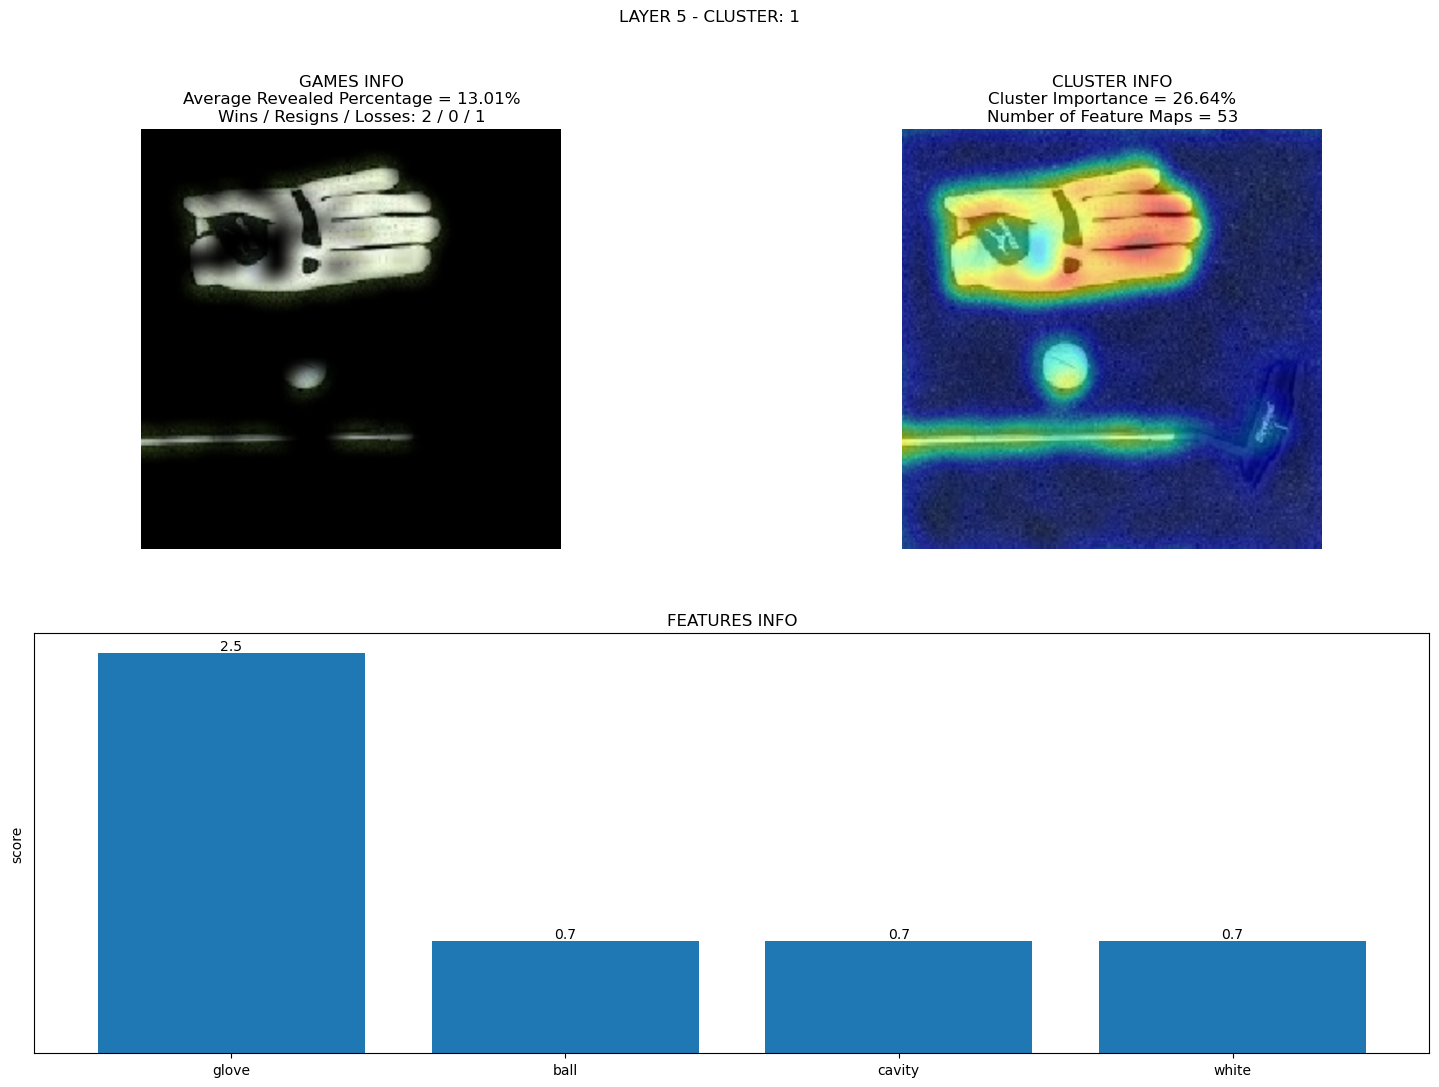 LAYER 5 - CLUSTER: 1
GAMES INFO
Average Revealed Percentage = 13.01%
Wins / Resigns / Losses: 2 / 0 / 1
CLUSTER INFO
Cluster Importance = 26.64%
Number of Feature Maps = 53
FEATURES INFO
score
2.5
0.7
0.7
0.7
glove
ball
cavity
white